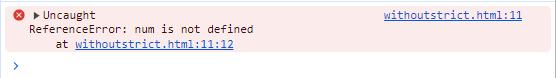 Uncaught withoutstrict.html:11
ReferenceError: num is not defined
at withoutstrict.html:11:12